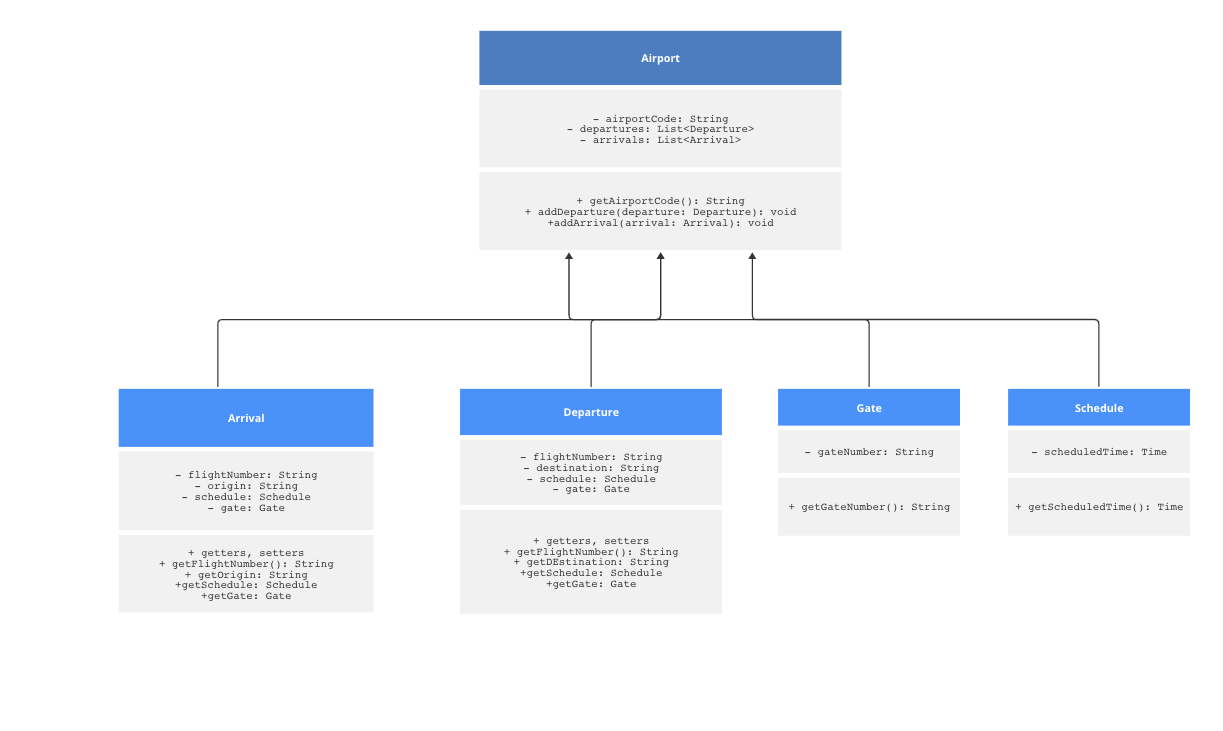 Airport
- airportCode: String
- departures: List<Departure>
- arrivals: List<Arrival>
+ getAirportCode(): String
+ addDeparture(departure: Departure): void
+addArrival(arrival: Arrival): void
Arrival
- flightNumber: String
- origin: String
- schedule: Schedule
- gate: Gate
+ getters, setters
+ getFlightNumber(): String
+ getOrigin: String
+getSchedule: Schedule
+getGate: Gate
Departure
- flightNumber: String
- destination: String
- schedule: Schedule
- gate: Gate
+ getters, setters
+ getFlightNumber(): String
+ getDEstination: String
+getSchedule: Schedule
+getGate: Gate
Gate
- gateNumber: String
+ getGateNumber(): String
Schedule
- scheduledTime: Time
+ getScheduledTime(): Time